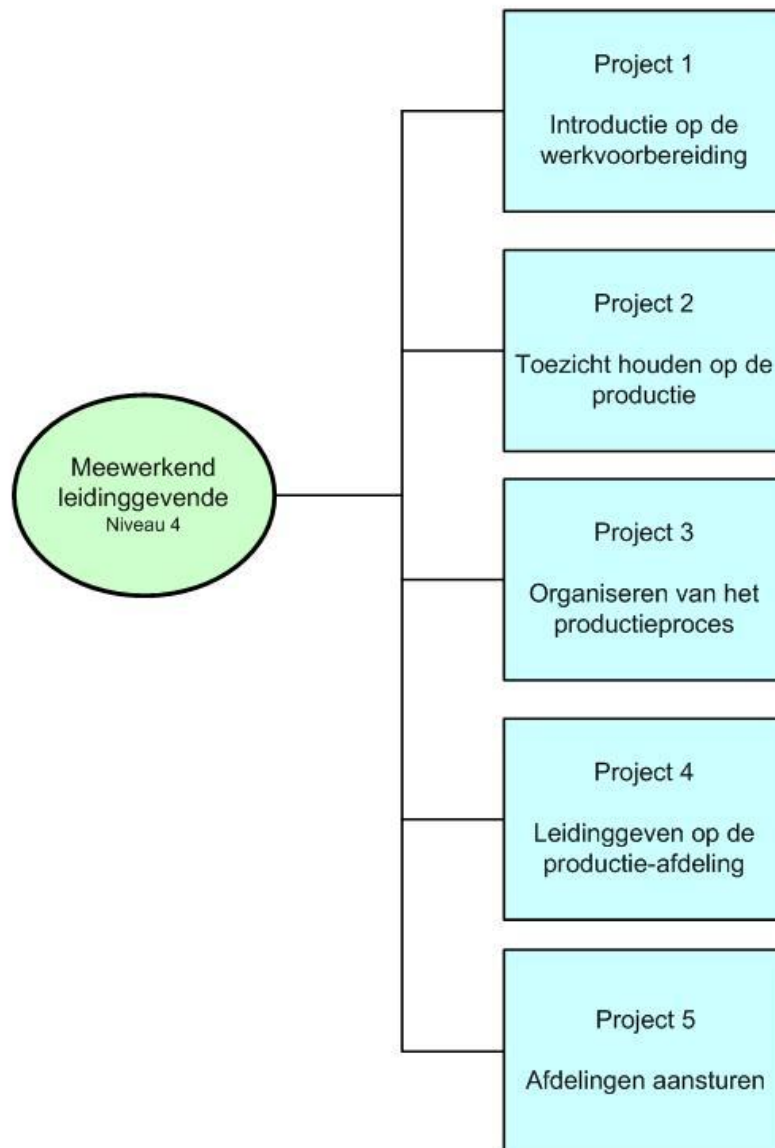 Meewerkend
leidinggevende
Niveau 4
Project 1
Introductie op de
werkvoorbereiding
Project 2
Toezicht houden op de
productie
Project 3
Organiseren van het
productieproces
Project 4
Leidinggeven op de
productie-afdeling
Project 5
Afdelingen aansturen